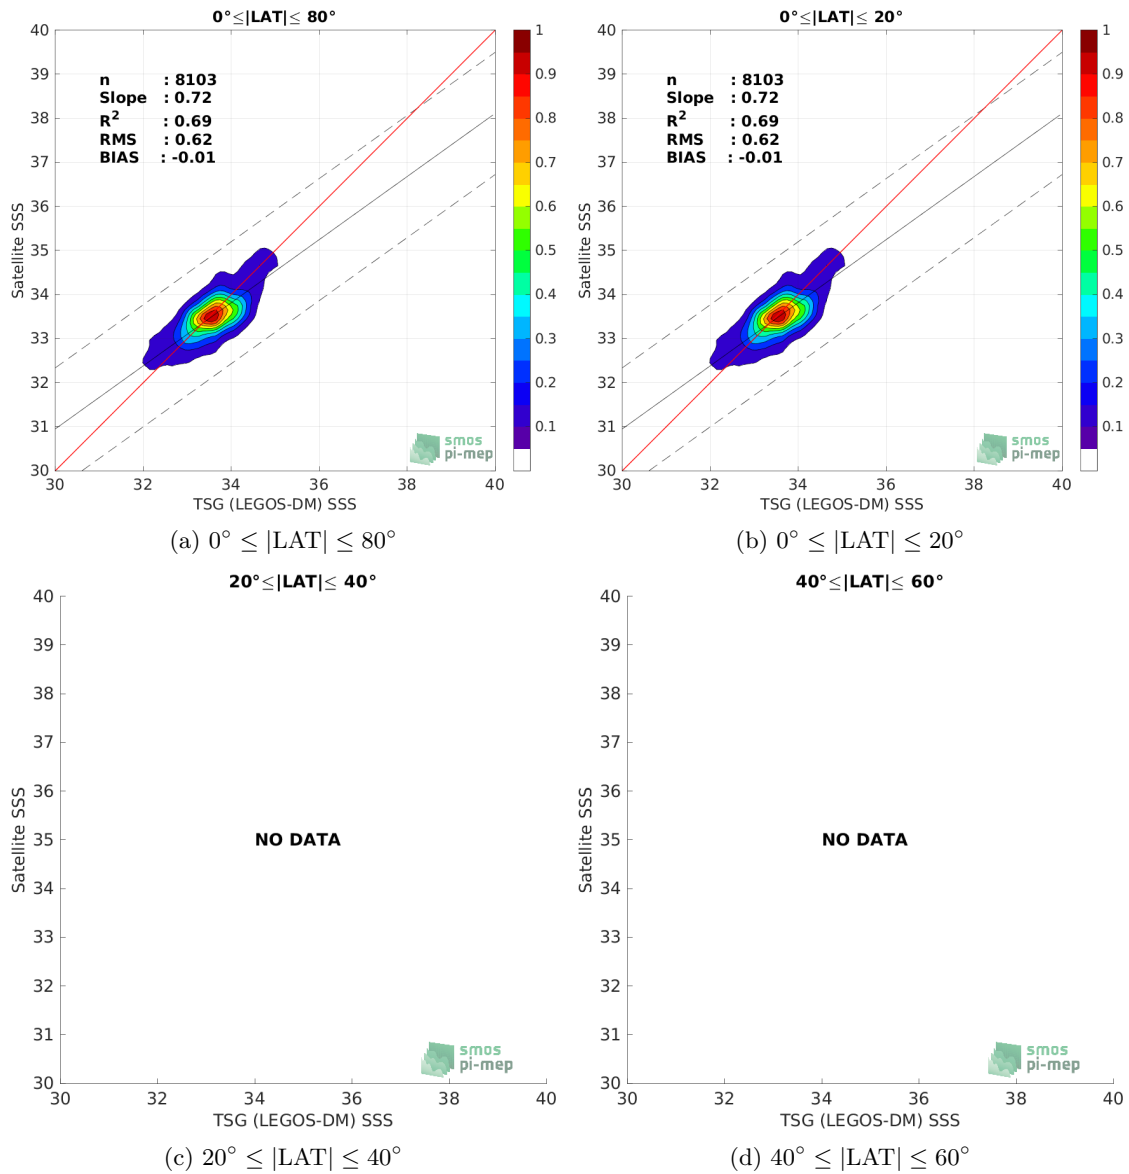 0°≤|LAT|≤ 80°
40
39
38
37
36
35
34
33
32
31
30
Satellite SSS
n : 8103
Slope : 0.72
R² : 0.69
RMS : 0.62
BIAS : -0.01
1
0.9
0.8
0.7
0.6
0.5
0.4
0.3
0.2
0.1
smos
pi-mep
30 32 34 36 38 40
TSG (LEGOS-DM) SSS
(a) 0° ≤ |LAT| ≤ 80°
0°≤|LAT|≤ 20°
40
39
38
37
36
35
34
33
32
31
30
Satellite SSS
n : 8103
Slope : 0.72
R² : 0.69
RMS : 0.62
BIAS : -0.01
1
0.9
0.8
0.7
0.6
0.5
0.4
0.3
0.2
0.1
smos
pi-mep
30 32 34 36 38 40
TSG (LEGOS-DM) SSS
(b) 0° ≤ |LAT| ≤ 20°
20°≤|LAT|≤ 40°
40
39
38
37
36
35
34
33
32
31
30
Satellite SSS
NO DATA
smos
pi-mep
30 32 34 36 38 40
TSG (LEGOS-DM) SSS
(c) 20° ≤ |LAT| ≤ 40°
40°≤|LAT|≤ 60°
40
39
38
37
36
35
34
33
32
31
30
Satellite SSS
NO DATA
smos
pi-mep
30 32 34 36 38 40
TSG (LEGOS-DM) SSS
(d) 40° ≤ |LAT| ≤ 60°